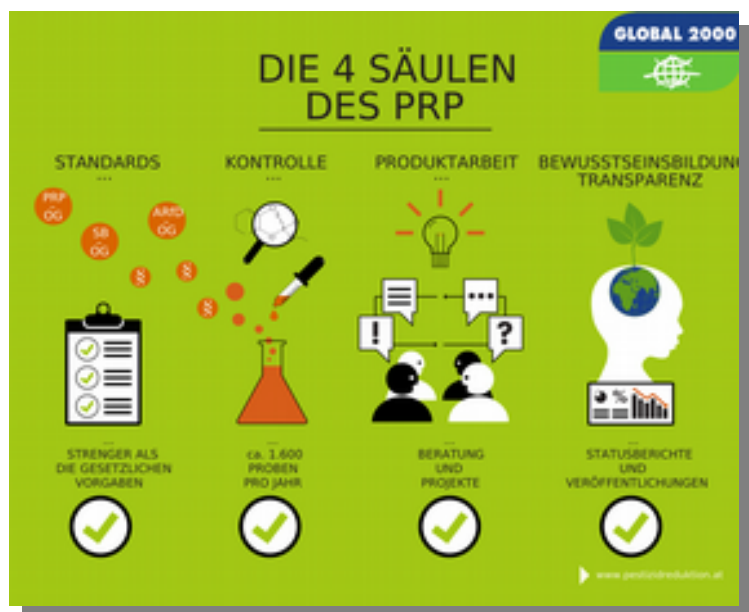 GLOBAL 2000
DIE 4 SÄULEN
DES PRP
STANDARDS
...
PRP
-
OG
SB
-
OG
ARfD
-
OG
§
§
§
...
STRENGER ALS
DIE GESETZLICHEN
VORGABEN
KONTROLLE
...
...
ca. 1.600
PROBEN
PRO JAHR
PRODUKTARBEIT
...
...
!
?
...
BERATUNG
UND
PROJEKTE
BEWUSSTSEINSBILDUNG
TRANSPARENZ
%
...
STATUSBERICHTE
UND
VERÖFFENTLICHUNGEN
www.pestizidreduktion.at